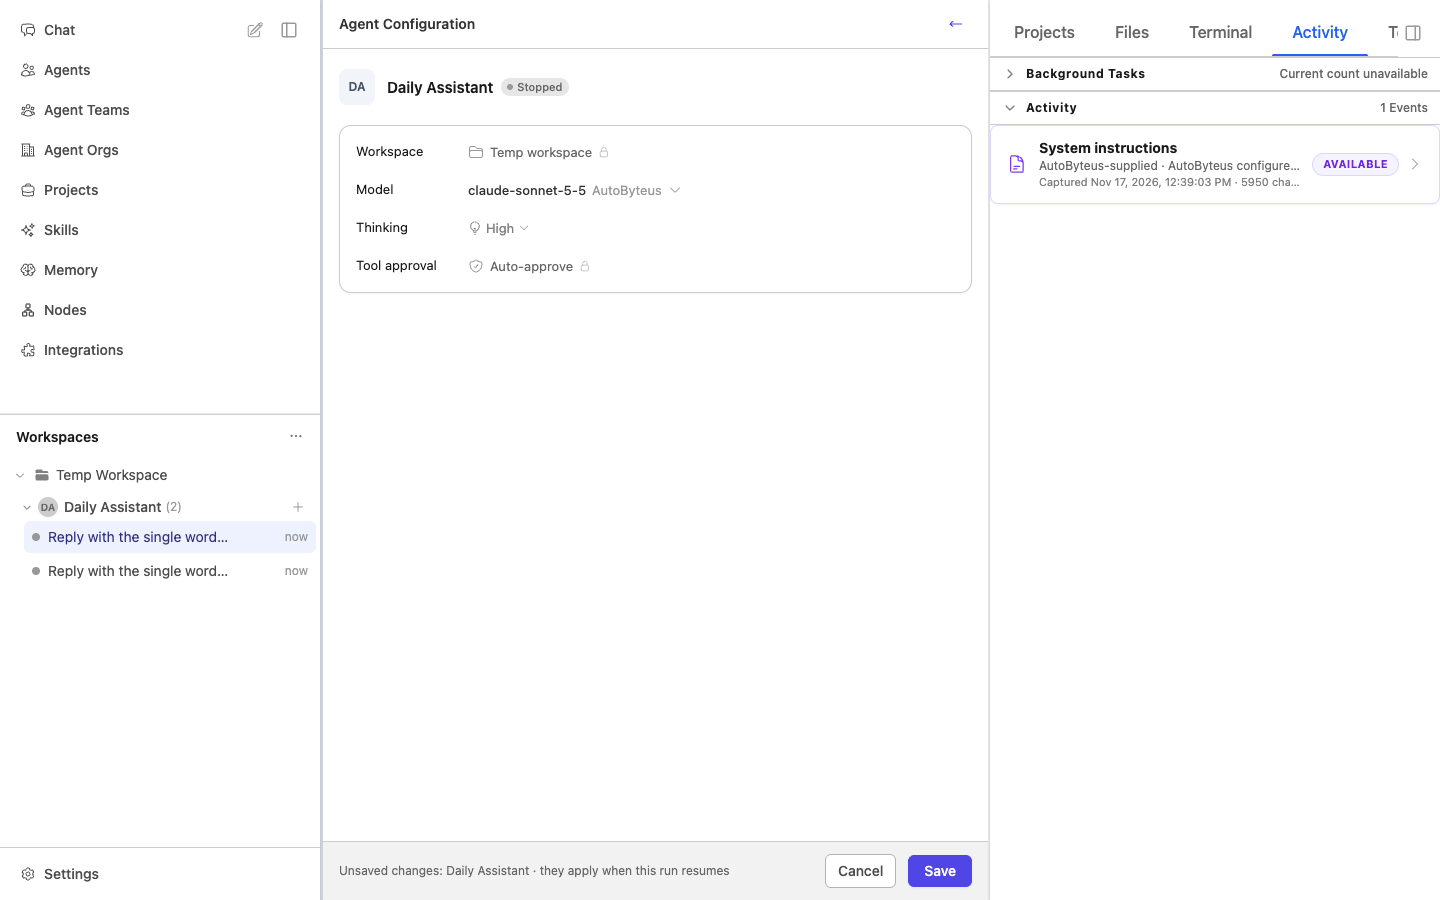 Chat
Agents
Agent Teams
Agent Orgs
Projects
Skills
Memory
Nodes
Integrations
Workspaces
Temp Workspace
DA Daily Assistant (2)
Reply with the single word... now
Reply with the single word... now
Settings
Agent Configuration
DA Daily Assistant Stopped
Workspace Temp workspace
Model claude-sonnet-5-5 AutoByteus
Thinking High
Tool approval Auto-approve
Unsaved changes: Daily Assistant · they apply when this run resumes
Cancel Save
Projects Files Terminal Activity
Background Tasks Current count unavailable
Activity 1 Events
System instructions
AutoByteus-supplied · AutoByteus configure...
Captured Nov 17, 2026, 12:39:03 PM · 5950 cha...
AVAILABLE